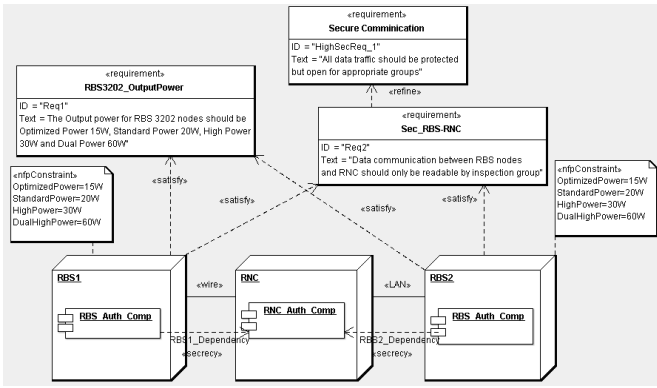 «requirement»
Secure Comminication
ID = "HighSecReq_1"
Text = "All data traffic should be protected
but open for appropriate groups"
«requirement»
RBS3202_OutputPower
ID = "Req1"
Text = The Output power for RBS 3202 nodes should be
Optimized Power 15W, Standard Power 20W, High Power
30W and Dual Power 60W"
«refine»
«requirement»
Sec_RBS-RNC
ID = "Req2"
Text = "Data communication between RBS nodes
and RNC should only be readable by inspection group"
«nfpConstraint»
OptimizedPower=15W
StandardPower=20W
HighPower=30W
DualHighPower=60W
«satisfy»
«satisfy»
«satisfy»
«satisfy»
«nfpConstraint»
OptimizedPower=15W
StandardPower=20W
HighPower=30W
DualHighPower=60W
RBS1
RBS_Auth_Comp
«wire»
RNC
RNC_Auth_Comp
«LAN»
RBS2
RBS_Auth_Comp
RBS1_Dependency
«secrecy»
RBS2_Dependency
«secrecy»